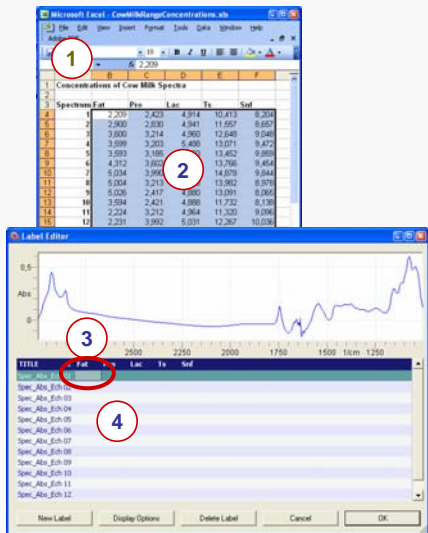 Microsoft Excel - CowMilkRangeConcentrations.xls
File Edit View Insert Format Tools Data Window Help
1
10 B I U
fx 2,209
B C D E F
1 Concentrations of Cow Milk Spectra
2
3 Spectrum Fat Pro Lac Ts Snf
4 1 2,209 2,423 4,914 10,413 8,204
5 2 2,900 2,830 4,941 11,557 8,657
6 3 3,600 3,214 4,960 12,648 9,048
7 4 3,599 3,203 5,488 13,071 9,472
8 5 3,593 3,185 13,452 9,859
9 6 4,312 3,602 13,766 9,454
10 7 5,034 3,990 14,878 9,844
11 8 5,004 3,213 13,982 8,978
12 9 5,026 2,417 4,880 13,091 8,065
13 10 3,594 2,421 4,888 11,732 8,138
14 11 2,224 3,212 4,964 11,320 9,096
15 12 2,231 3,992 5,031 12,267 10,036
2
Label Editor
0,5
Abs
0
3
2500 2250 2000 1750 1500 1/cm 1250
TITLE Fat Pro Lac Ts Snf
Spec_Abs_Ech 01
Spec_Abs_Ech 02
Spec_Abs_Ech 03
Spec_Abs_Ech 04
Spec_Abs_Ech 05
Spec_Abs_Ech 06
Spec_Abs_Ech 07
Spec_Abs_Ech 08
Spec_Abs_Ech 09
Spec_Abs_Ech 10
Spec_Abs_Ech 11
Spec_Abs_Ech 12
4
New Label Display Options Delete Label Cancel OK